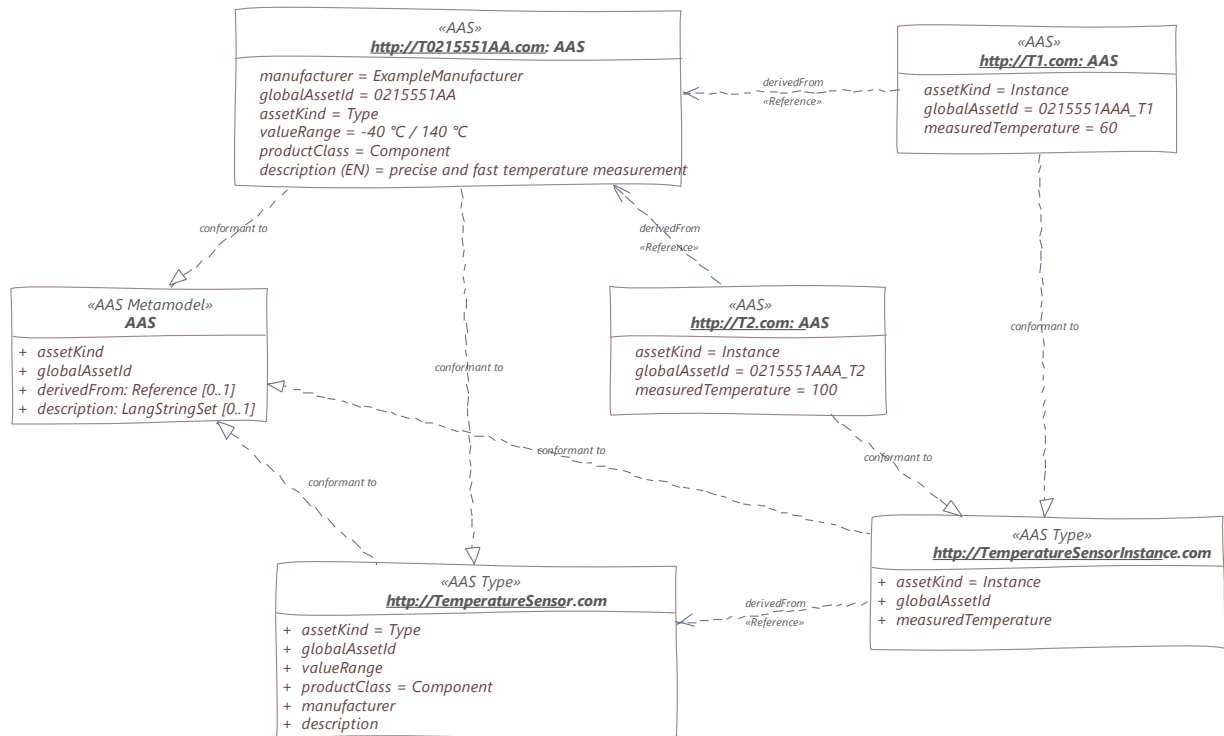 «AAS»
http://T0215551AA.com: AAS
manufacturer = ExampleManufacturer
globalAssetId = 0215551AA
assetKind = Type
valueRange = -40 °C / 140 °C
productClass = Component
description (EN) = precise and fast temperature measurement
«AAS»
http://T1.com: AAS
assetKind = Instance
globalAssetId = 0215551AAA_T1
measuredTemperature = 60
derivedFrom
«Reference»
conformant to
derivedFrom
«Reference»
«AAS Metamodel»
AAS
+ assetKind
+ globalAssetId
+ derivedFrom: Reference [0..1]
+ description: LangStringSet [0..1]
«AAS»
http://T2.com: AAS
assetKind = Instance
globalAssetId = 0215551AAA_T2
measuredTemperature = 100
conformant to
conformant to
conformant to
conformant to
conformant to
«AAS Type»
http://TemperatureSensorInstance.com
+ assetKind = Instance
+ globalAssetId
+ measuredTemperature
«AAS Type»
http://TemperatureSensor.com
+ assetKind = Type
+ globalAssetId
+ valueRange
+ productClass = Component
+ manufacturer
+ description
derivedFrom
«Reference»